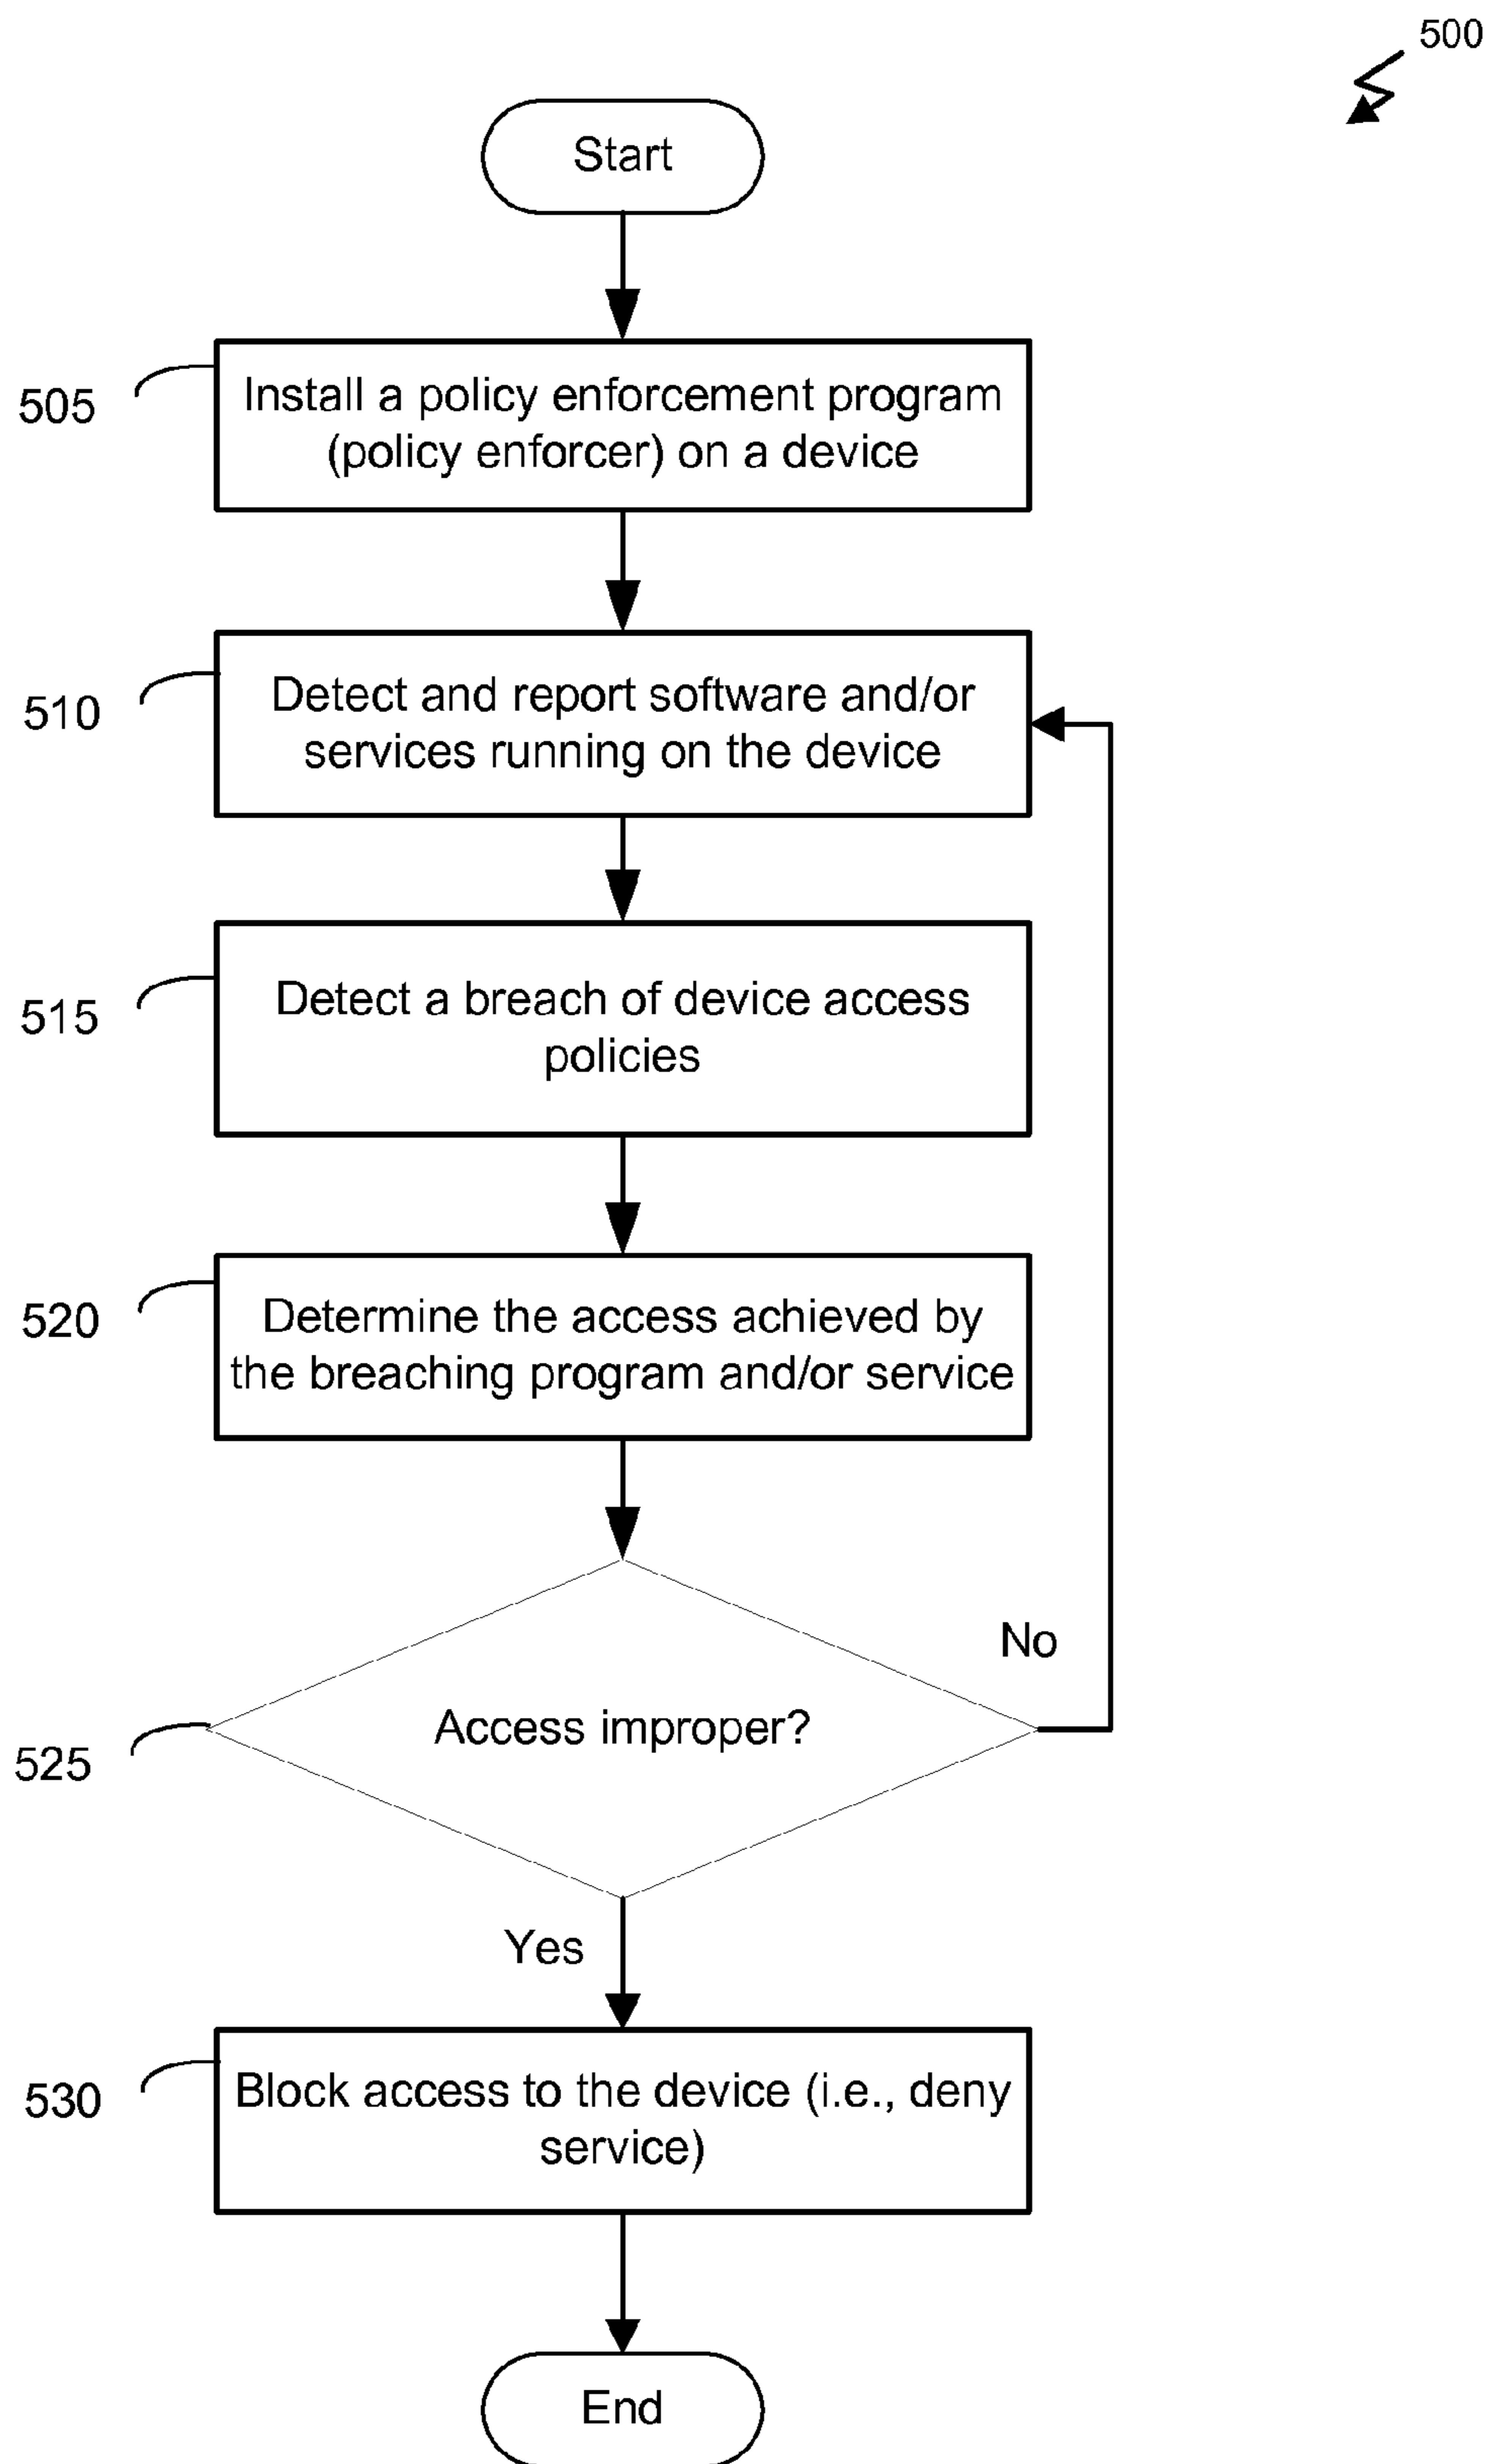 500
Start
505
Install a policy enforcement program
(policy enforcer) on a device
510
Detect and report software and/or
services running on the device
515
Detect a breach of device access
policies
520
Determine the access achieved by
the breaching program and/or service
525
Access improper?
No
Yes
530
Block access to the device (i.e., deny
service)
End